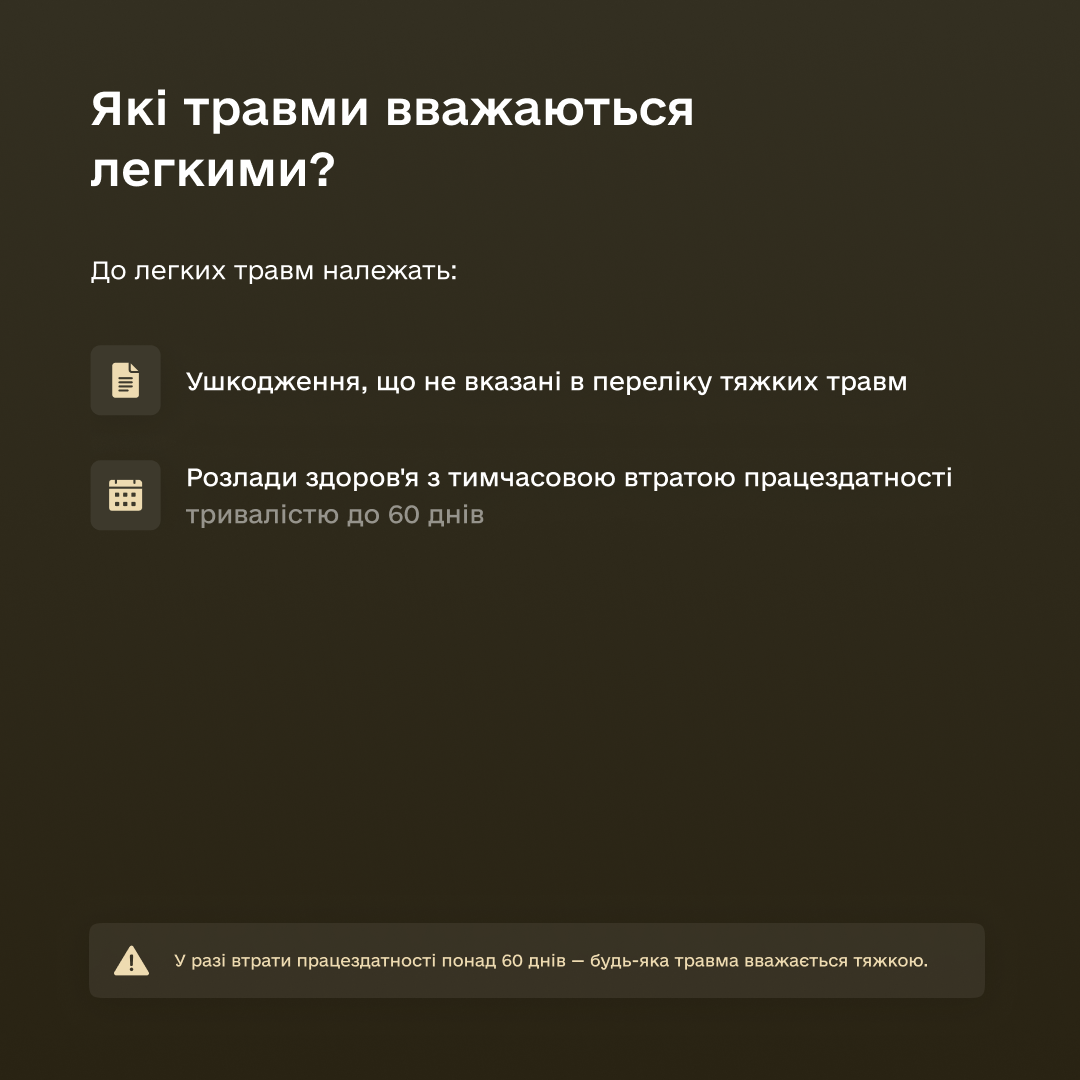 Які травми вважаються
легкими?
До легких травм належать:
Ушкодження, що не вказані в переліку тяжких травм
Розлади здоров'я з тимчасовою втратою працездатності
тривалістю до 60 днів
У разі втрати працездатності понад 60 днів — будь-яка травма вважається тяжкою.